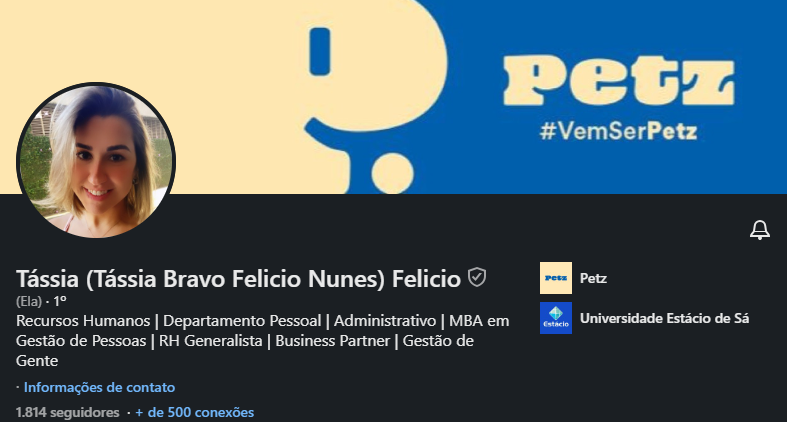 Petz
#VemSerPetz
Tássia (Tássia Bravo Felicio Nunes) Felicio
(Ela) · 1º
Recursos Humanos | Departamento Pessoal | Administrativo | MBA em
Gestão de Pessoas | RH Generalista | Business Partner | Gestão de
Gente
· Informações de contato
1.814 seguidores · + de 500 conexões
Petz
Petz
Estácio
Universidade Estácio de Sá